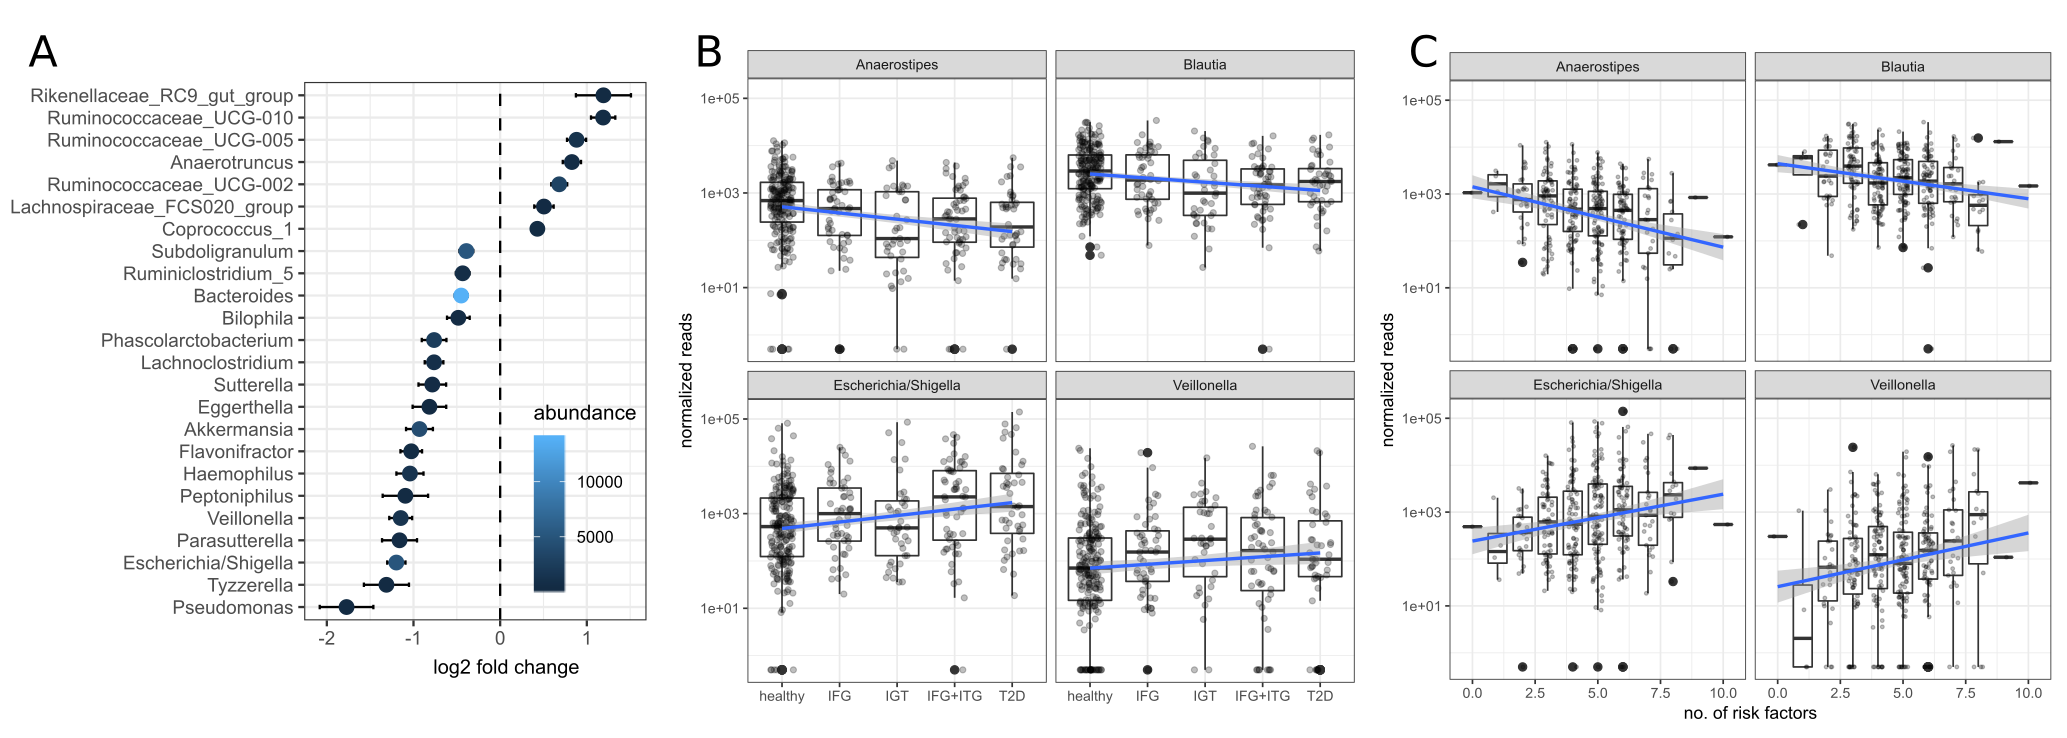 A
Rikenellaceae_RC9_gut_group
Ruminococcaceae_UCG-010
Ruminococcaceae_UCG-005
Anaerotruncus
Ruminococcaceae_UCG-002
Lachnospiraceae_FCS020_group
Coprococcus_1
Subdoligranulum
Ruminiclostridium_5
Bacteroides
Bilophila
Phascolarctobacterium
Lachnoclostridium
Sutterella
Eggerthella
Akkermansia
Flavonifractor
Haemophilus
Peptoniphilus
Veillonella
Parasutterella
Escherichia/Shigella
Tyzzerella
Pseudomonas
-2 -1 0 1
log2 fold change
abundance
10000
5000
B
Anaerostipes Blautia
1e+05
1e+03
1e+01
Escherichia/Shigella Veillonella
1e+05
1e+03
1e+01
normalized reads
healthy IFG IGT IFG+ITG T2D healthy IFG IGT IFG+ITG T2D
C
Anaerostipes Blautia
1e+05
1e+03
1e+01
Escherichia/Shigella Veillonella
1e+05
1e+03
1e+01
normalized reads
0.0 2.5 5.0 7.5 10.0 0.0 2.5 5.0 7.5 10.0
no. of risk factors